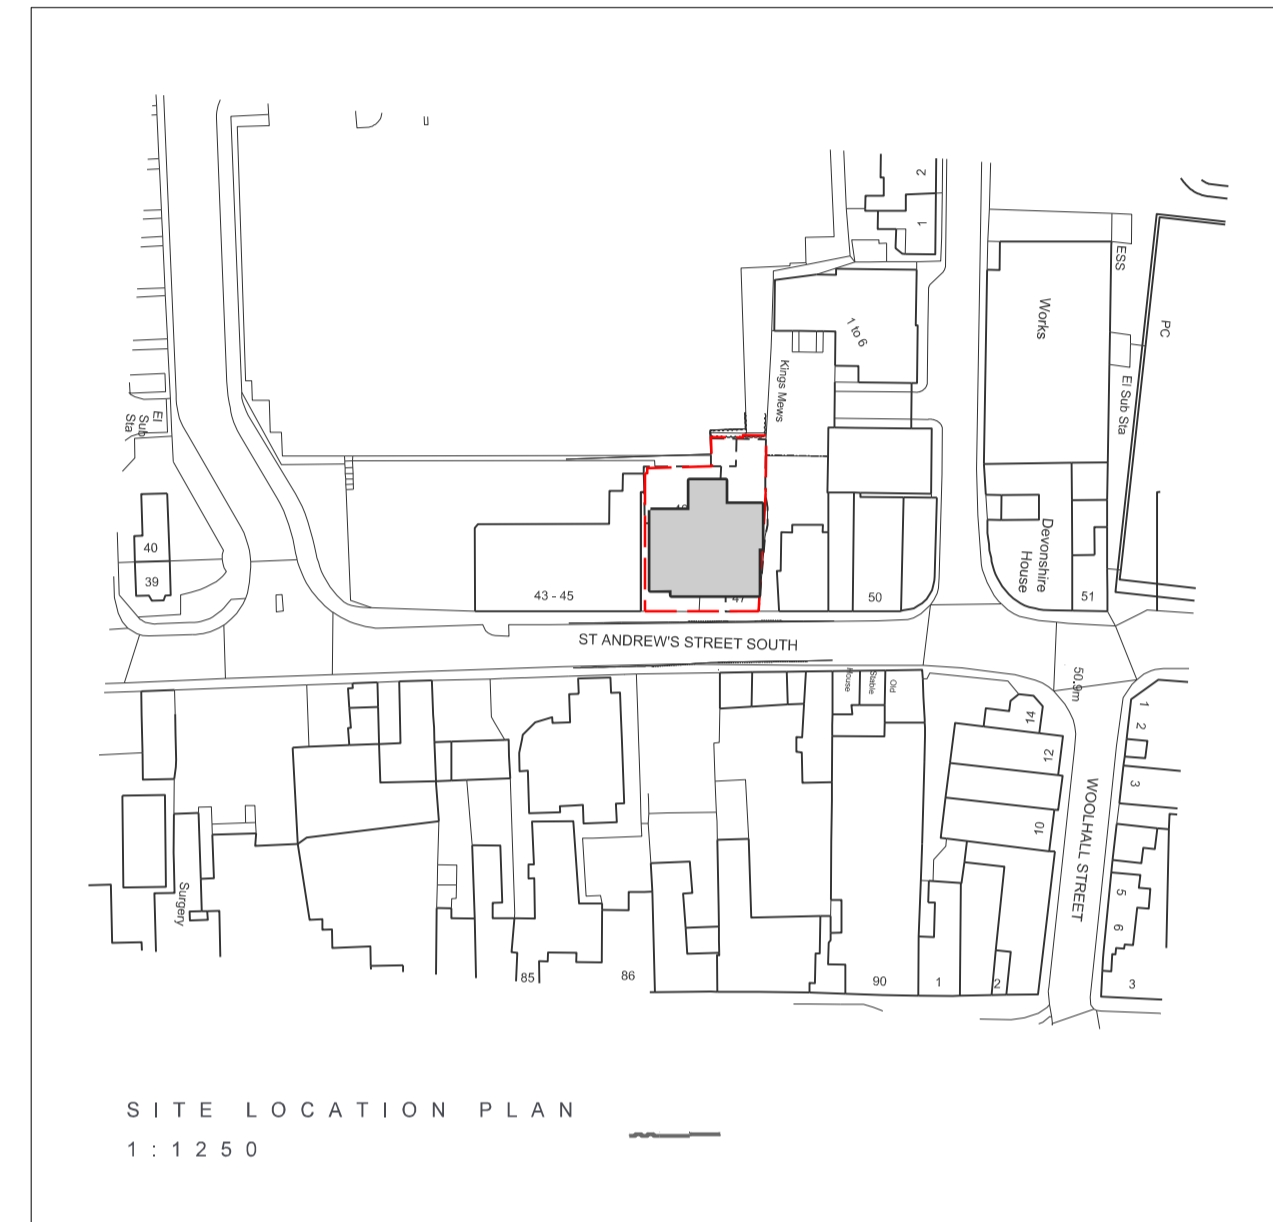 2
1
ESS
Works
PC
1 to 6
Kings Mews
El Sub Sta
El
Sub
Sta
40
39
43 - 45
47
50
Devonshire
House
51
ST ANDREW'S STREET SOUTH
50.9m
House
Stable
Old
14
12
10
1
2
3
WOOLHALL STREET
5
6
3
Surgery
85
86
90
1
2
SITE LOCATION PLAN
1:1250